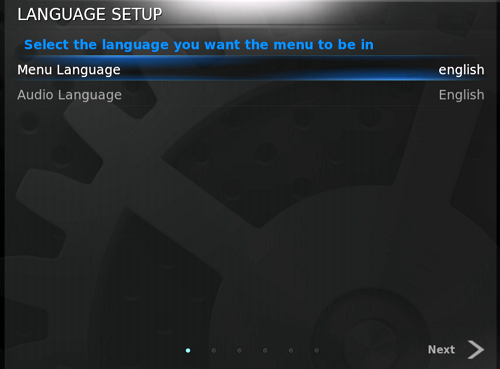 LANGUAGE SETUP
Select the language you want the menu to be in
Menu Language english
Audio Language English
Next